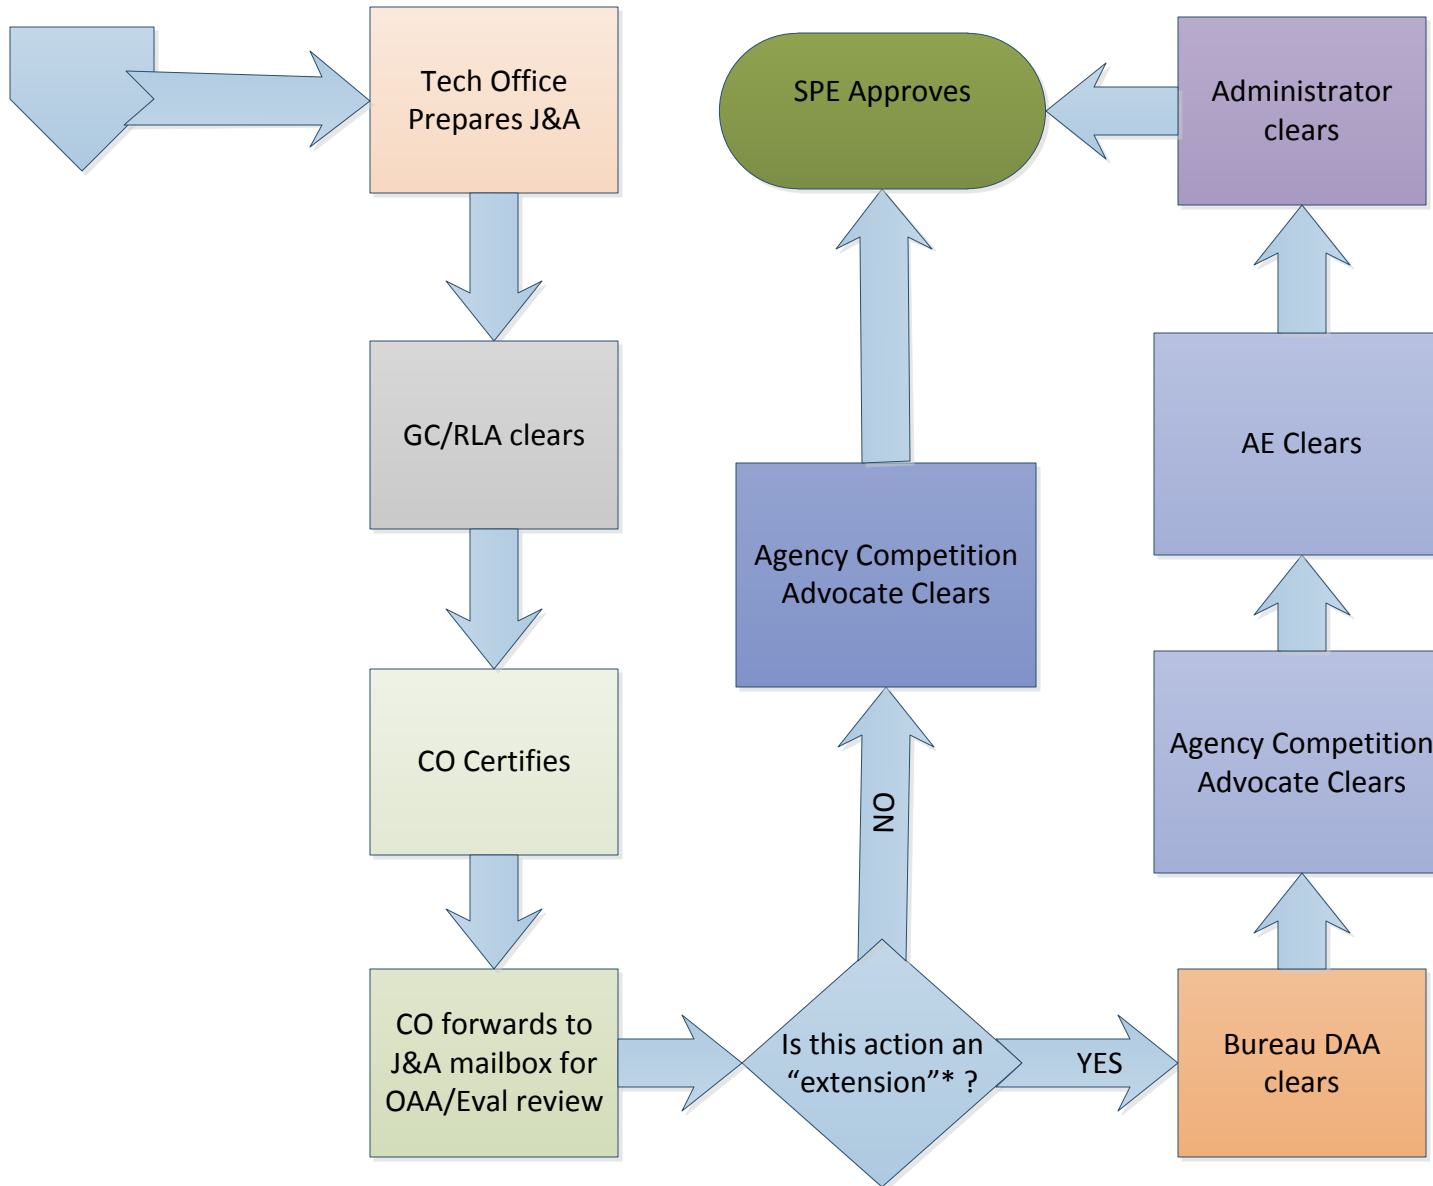 Tech Office
Prepares J&A
GC/RLA clears
CO Certifies
CO forwards to
J&A mailbox for
OAA/Eval review
Is this action an
“extension”* ?
NO
Agency Competition
Advocate Clears
SPE Approves
YES
Bureau DAA
clears
Agency Competition
Advocate Clears
AE Clears
Administrator
clears